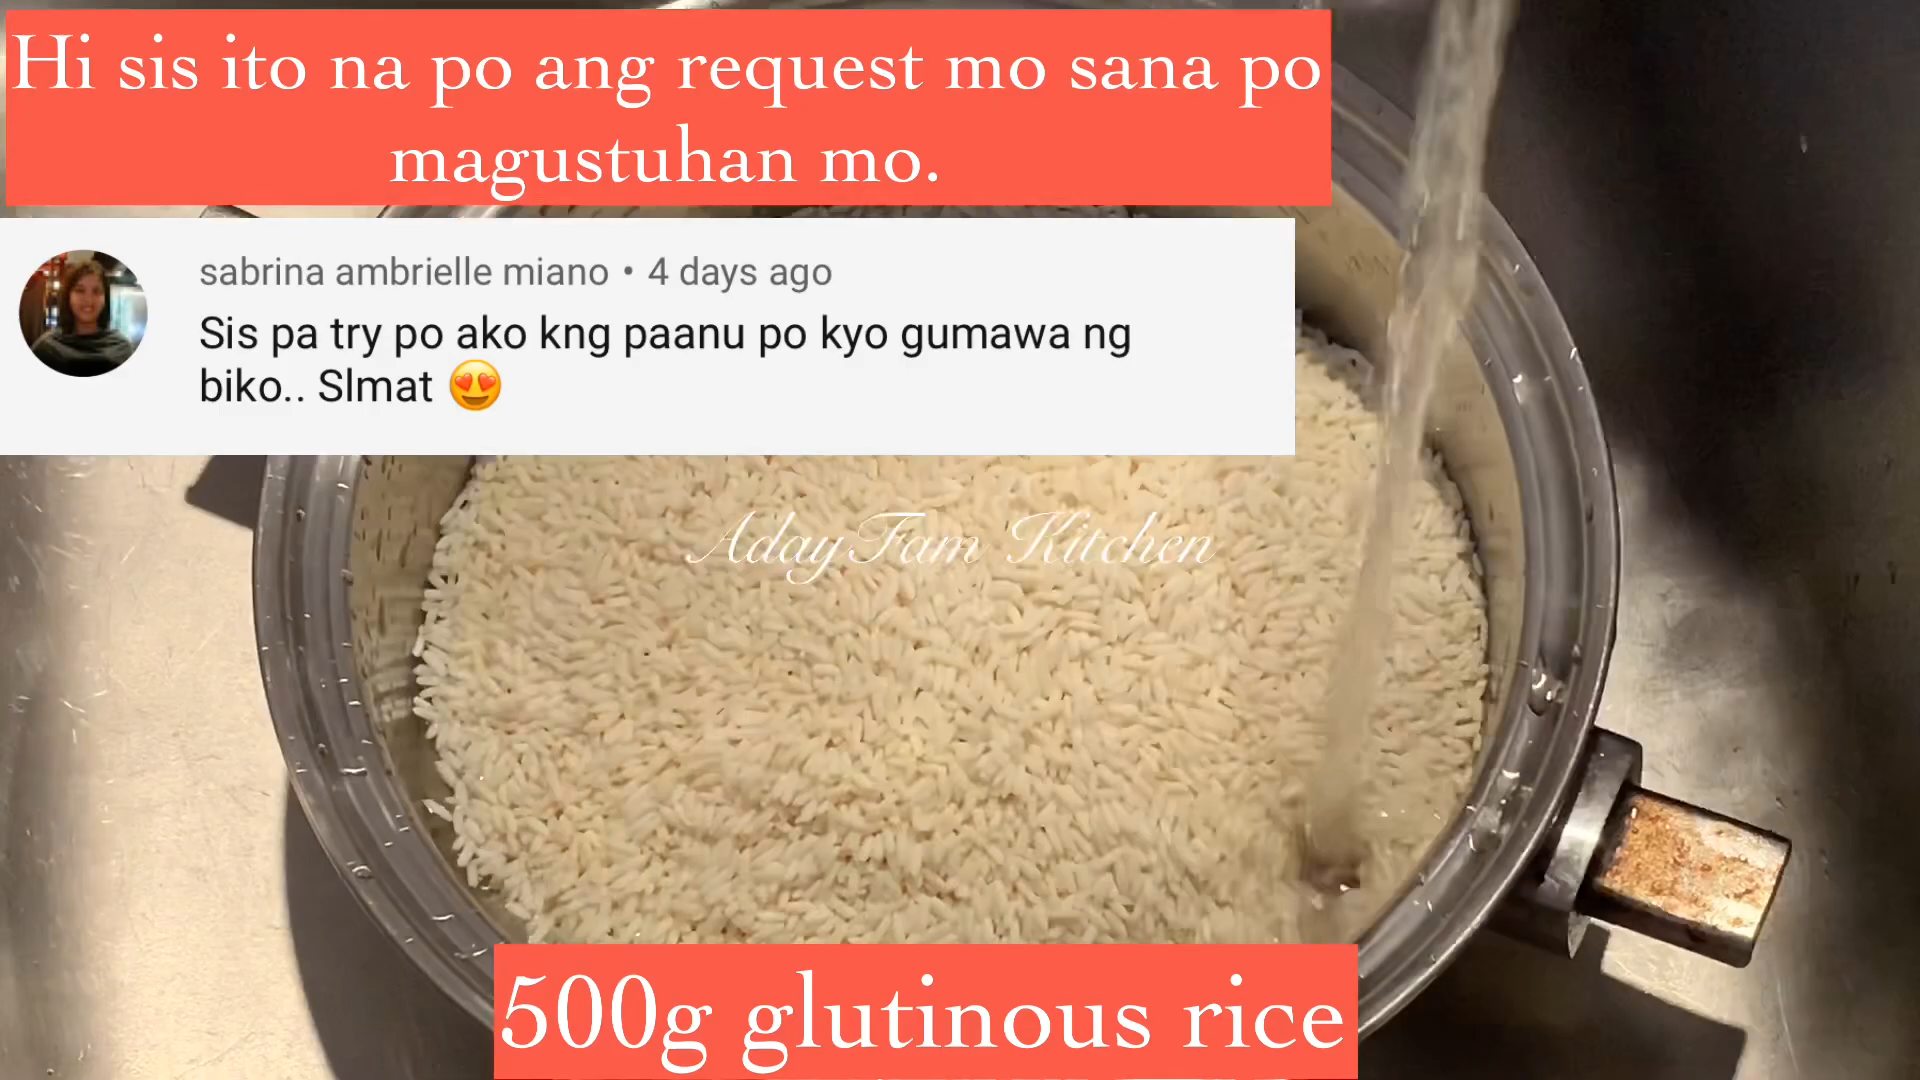 Hi sis ito na po ang request mo sana po
magustuhan mo.
sabrina ambrielle miano • 4 days ago
Sis pa try po ako kng paanu po kyo gumawa ng
biko.. Slmat 😍
AdayFam Kitchen
500g glutinous rice